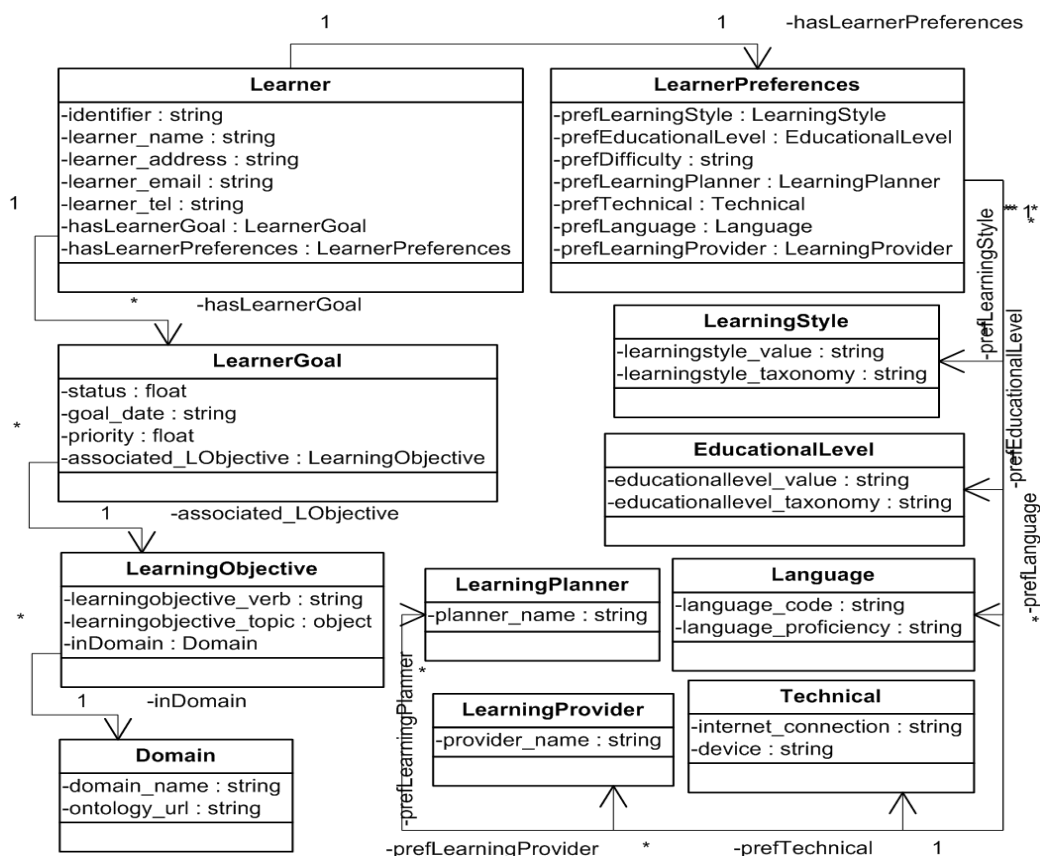 1
1
-hasLearnerPreferences
Learner
-identifier : string
-learner_name : string
-learner_address : string
-learner_email : string
-learner_tel : string
-hasLearnerGoal : LearnerGoal
-hasLearnerPreferences : LearnerPreferences
LearnerPreferences
-prefLearningStyle : LearningStyle
-prefEducationalLevel : EducationalLevel
-prefDifficulty : string
-prefLearningPlanner : LearningPlanner
-prefTechnical : Technical
-prefLanguage : Language
-prefLearningProvider : LearningProvider
1
*
-hasLearnerGoal
LearnerGoal
-status : float
-goal_date : string
-priority : float
-associated_LObjective : LearningObjective
*
1
-associated_LObjective
LearningObjective
-learningobjective_verb : string
-learningobjective_topic : object
-inDomain : Domain
*
1
-inDomain
Domain
-domain_name : string
-ontology_url : string
LearningStyle
-learningstyle_value : string
-learningstyle_taxonomy : string
-prefLearningStyle
EducationalLevel
-educationallevel_value : string
-educationallevel_taxonomy : string
-prefEducationalLevel
LearningPlanner
-planner_name : string
*
-prefLearningPlanner
Language
-language_code : string
-language_proficiency : string
-prefLanguage
*
LearningProvider
-provider_name : string
Technical
-internet_connection : string
-device : string
-prefLearningProvider
*
-prefTechnical
1